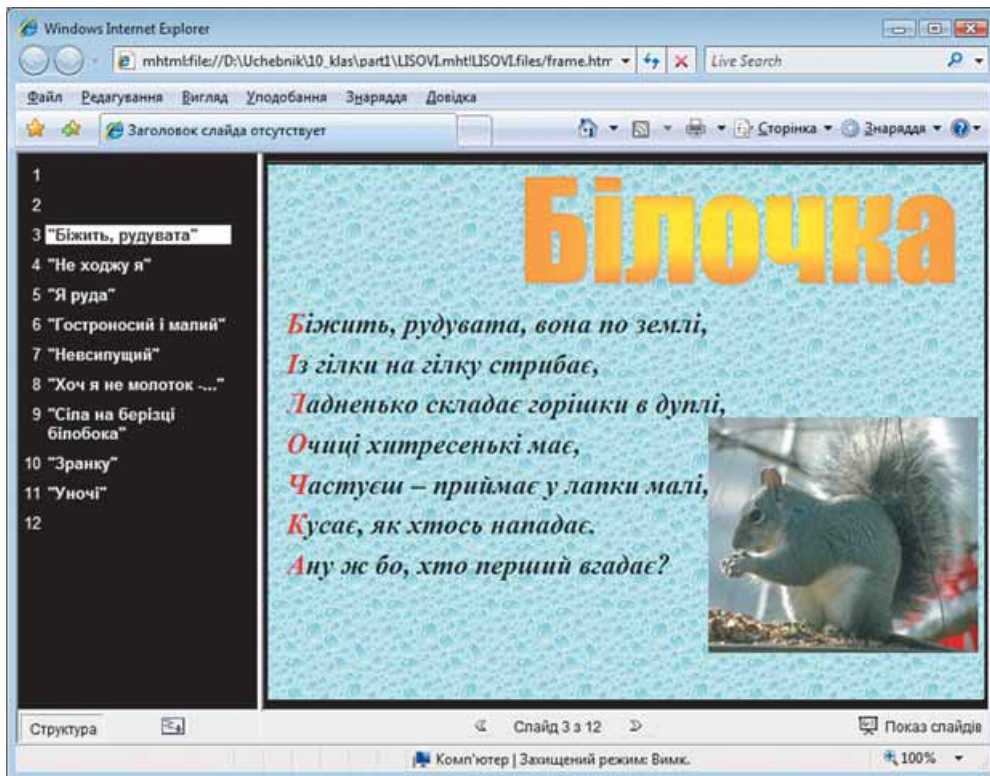 Windows Internet Explorer
mhtml:file://D:\Uchebnik\10_klas\part1\LISOVI.mht!LISOVI.files/frame.htm
Live Search
Файл Редагування Вигляд Уподобання Знаряддя Довідка
Заголовок слайда отсутствует
Сторінка Знаряддя
1
2
3 "Біжить, рудувата"
4 "Не ходжу я"
5 "Я руда"
6 "Гостроносий і малий"
7 "Невсипущий"
8 "Хоч я не молоток -..."
9 "Сіла на берізці
білобока"
10 "Зранку"
11 "Уночі"
12
Білочка
Біжить, рудувата, вона по землі,
Із гілки на гілку стрибає,
Ладненько складає горішки в дуплі,
Очиці хитресенькі має,
Частуєш – приймає у лапки малі,
Кусає, як хтось нападає.
Ану ж бо, хто перший вгадає?
Структура
Слайд 3 з 12
Показ слайдів
Комп'ютер | Захищений режим: Вимк.
100%